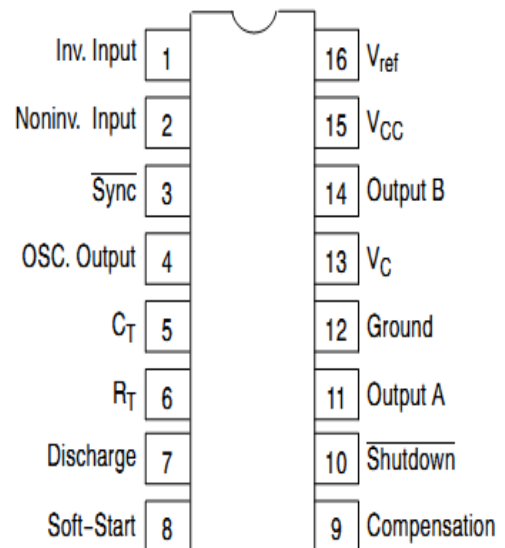 Inv. Input 1 16 Vref
Noninv. Input 2 15 VCC
Sync 3 14 Output B
OSC. Output 4 13 VC
CT 5 12 Ground
RT 6 11 Output A
Discharge 7 10 Shutdown
Soft–Start 8 9 Compensation